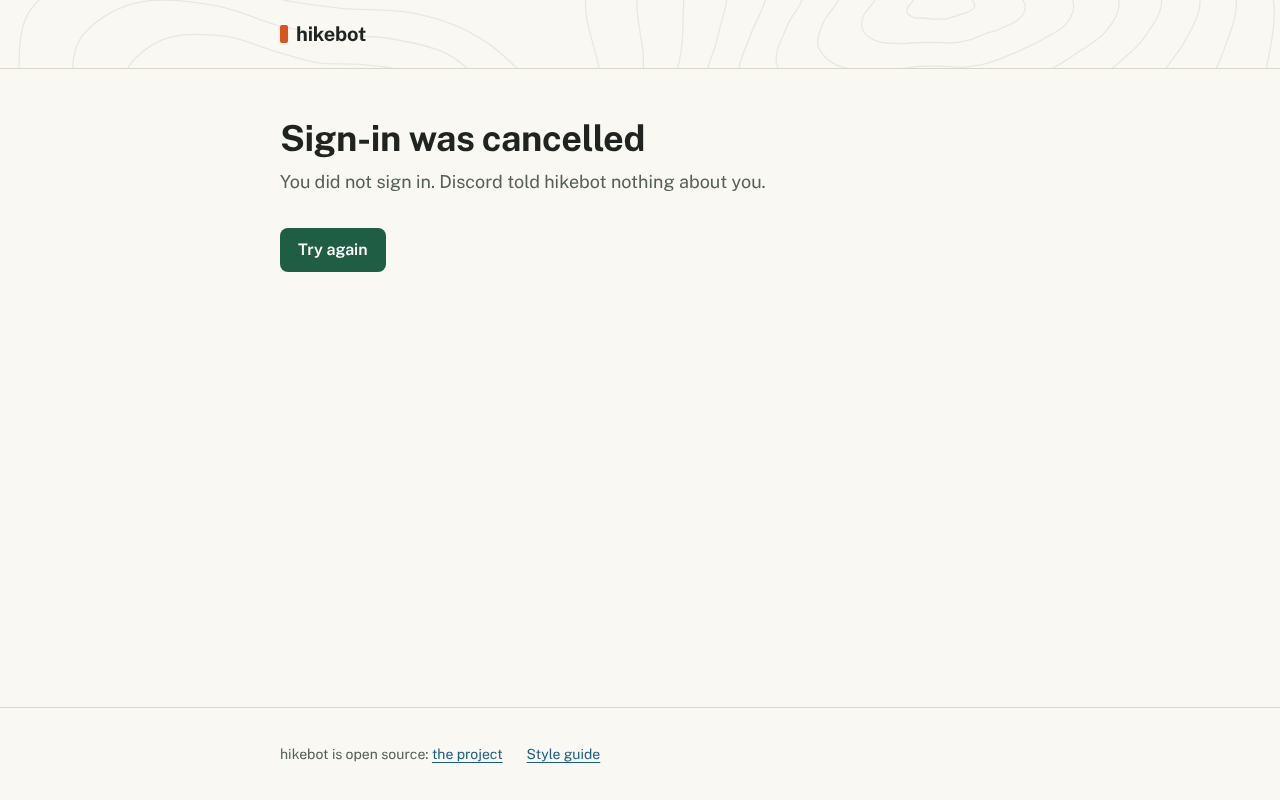 hikebot
Sign-in was cancelled
You did not sign in. Discord told hikebot nothing about you.
Try again
hikebot is open source: the project Style guide